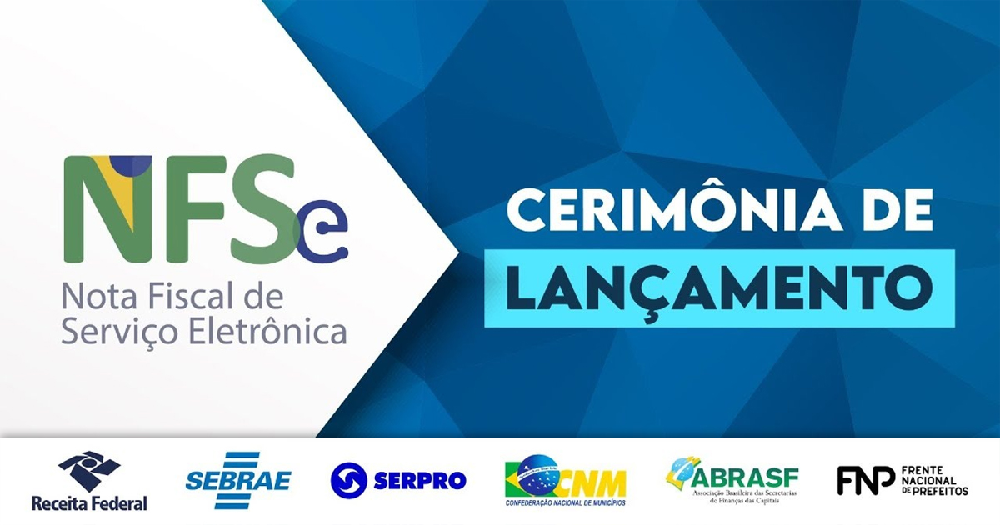 NFSe
Nota Fiscal de
Serviço Eletrônica
CERIMÔNIA DE
LANÇAMENTO
Receita Federal
SEBRAE
SERPRO
CNM
CONFEDERAÇÃO NACIONAL DE MUNICÍPIOS
ABRASF
Associação Brasileira das Secretarias
de Finanças das Capitais
FNP
FRENTE
NACIONAL
DE PREFEITOS